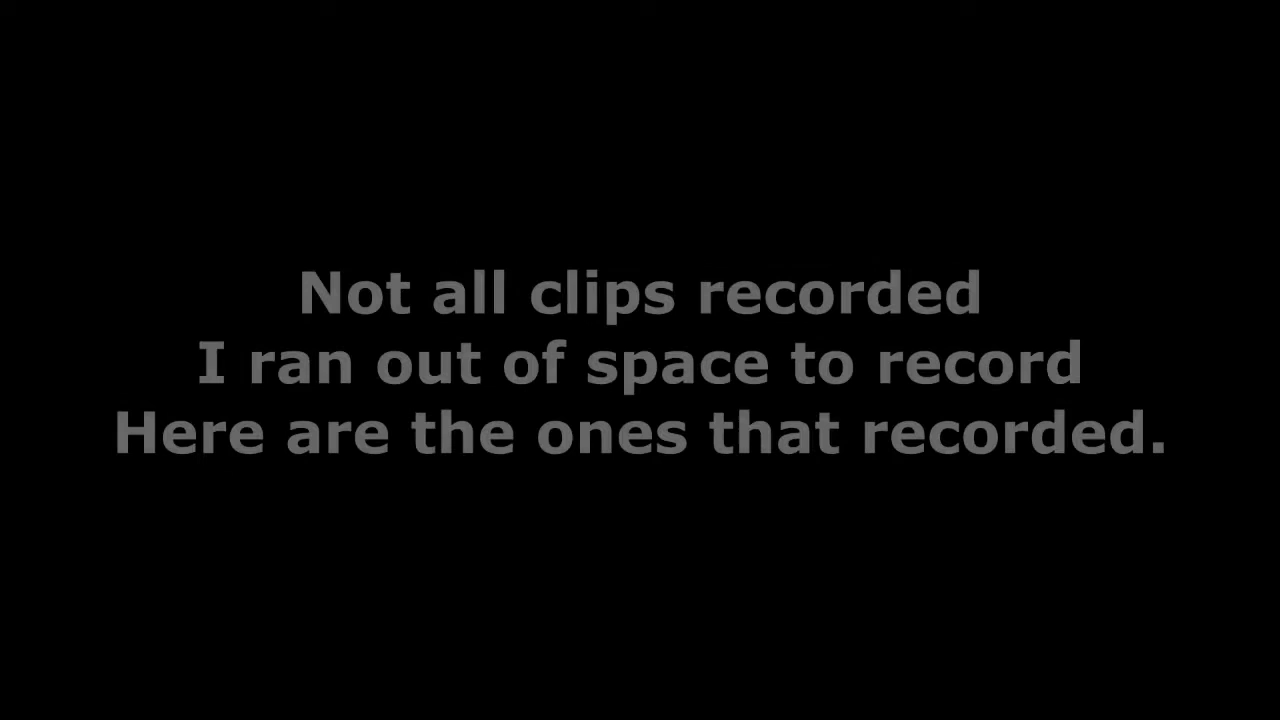 Not all clips recorded
I ran out of space to record
Here are the ones that recorded.